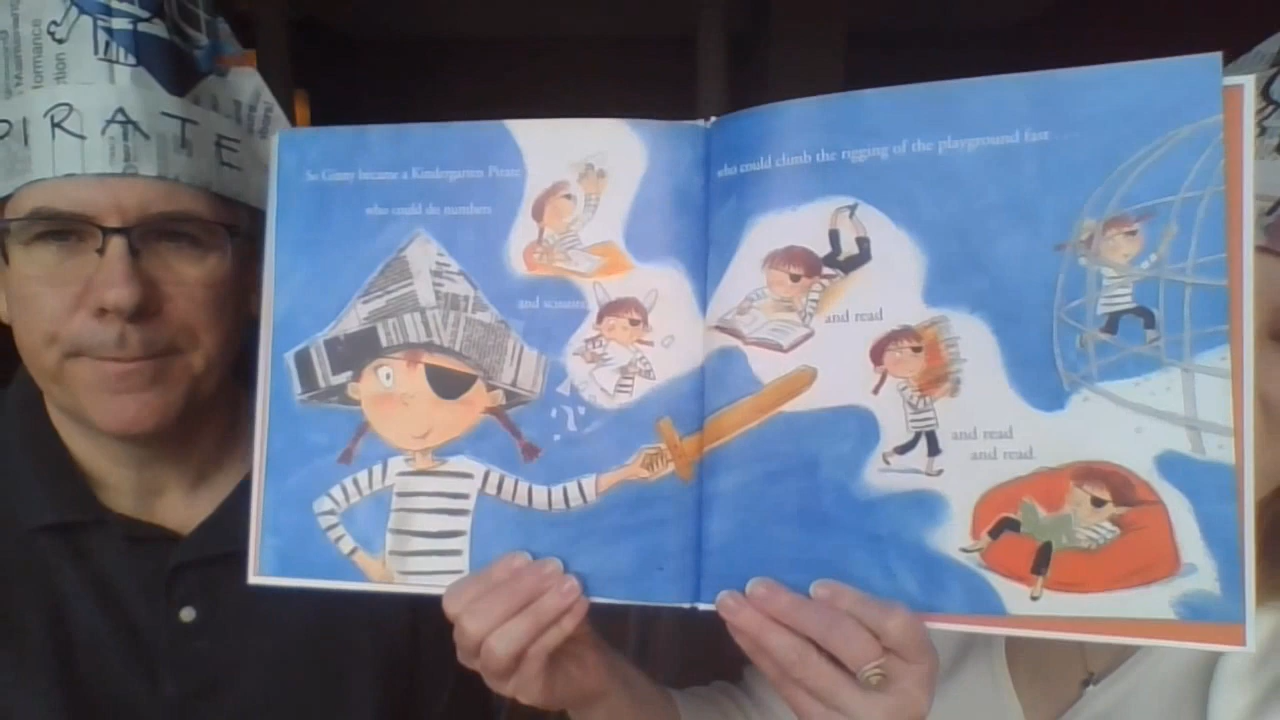 PIRATE
ormance
So Ginny became a Kindergarten Pirate
who could do numbers
and scissors
who could climb the rigging of the playground fast . . .
and read
and read
and read.